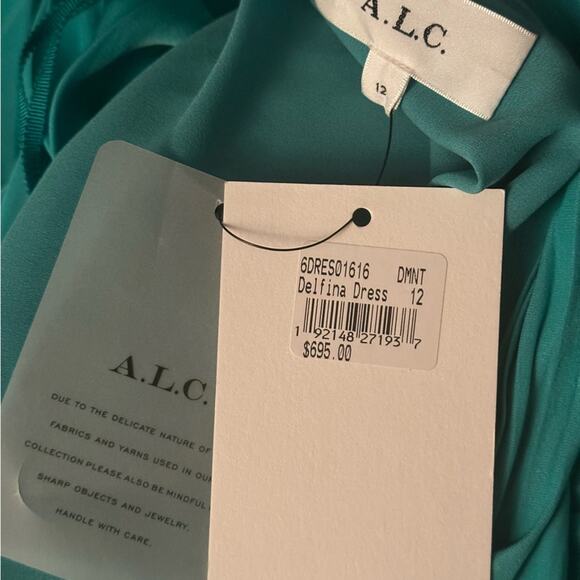 A.L.C.
12
6DRES01616 DMNT
Delfina Dress 12
1 92148 27193 7
$695.00
A.L.C.
DUE TO THE DELICATE NATURE OF
FABRICS AND YARNS USED IN OUR
COLLECTION PLEASE ALSO BE MINDFUL
SHARP OBJECTS AND JEWELRY.
HANDLE WITH CARE.